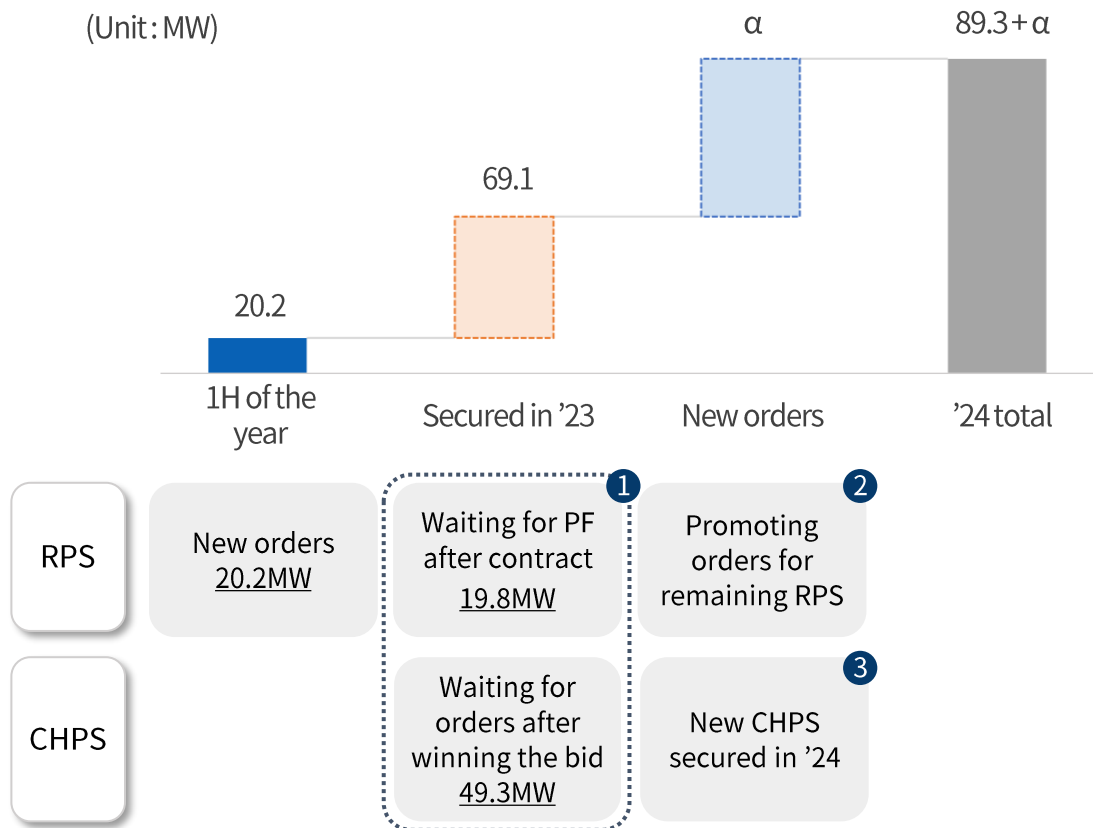 (Unit : MW)
α
89.3 + α
69.1
20.2
1H of the
year
Secured in ’23
New orders
’24 total
RPS
New orders
20.2MW
1
Waiting for PF
after contract
19.8MW
2
Promoting
orders for
remaining RPS
CHPS
Waiting for
orders after
winning the bid
49.3MW
3
New CHPS
secured in ’24